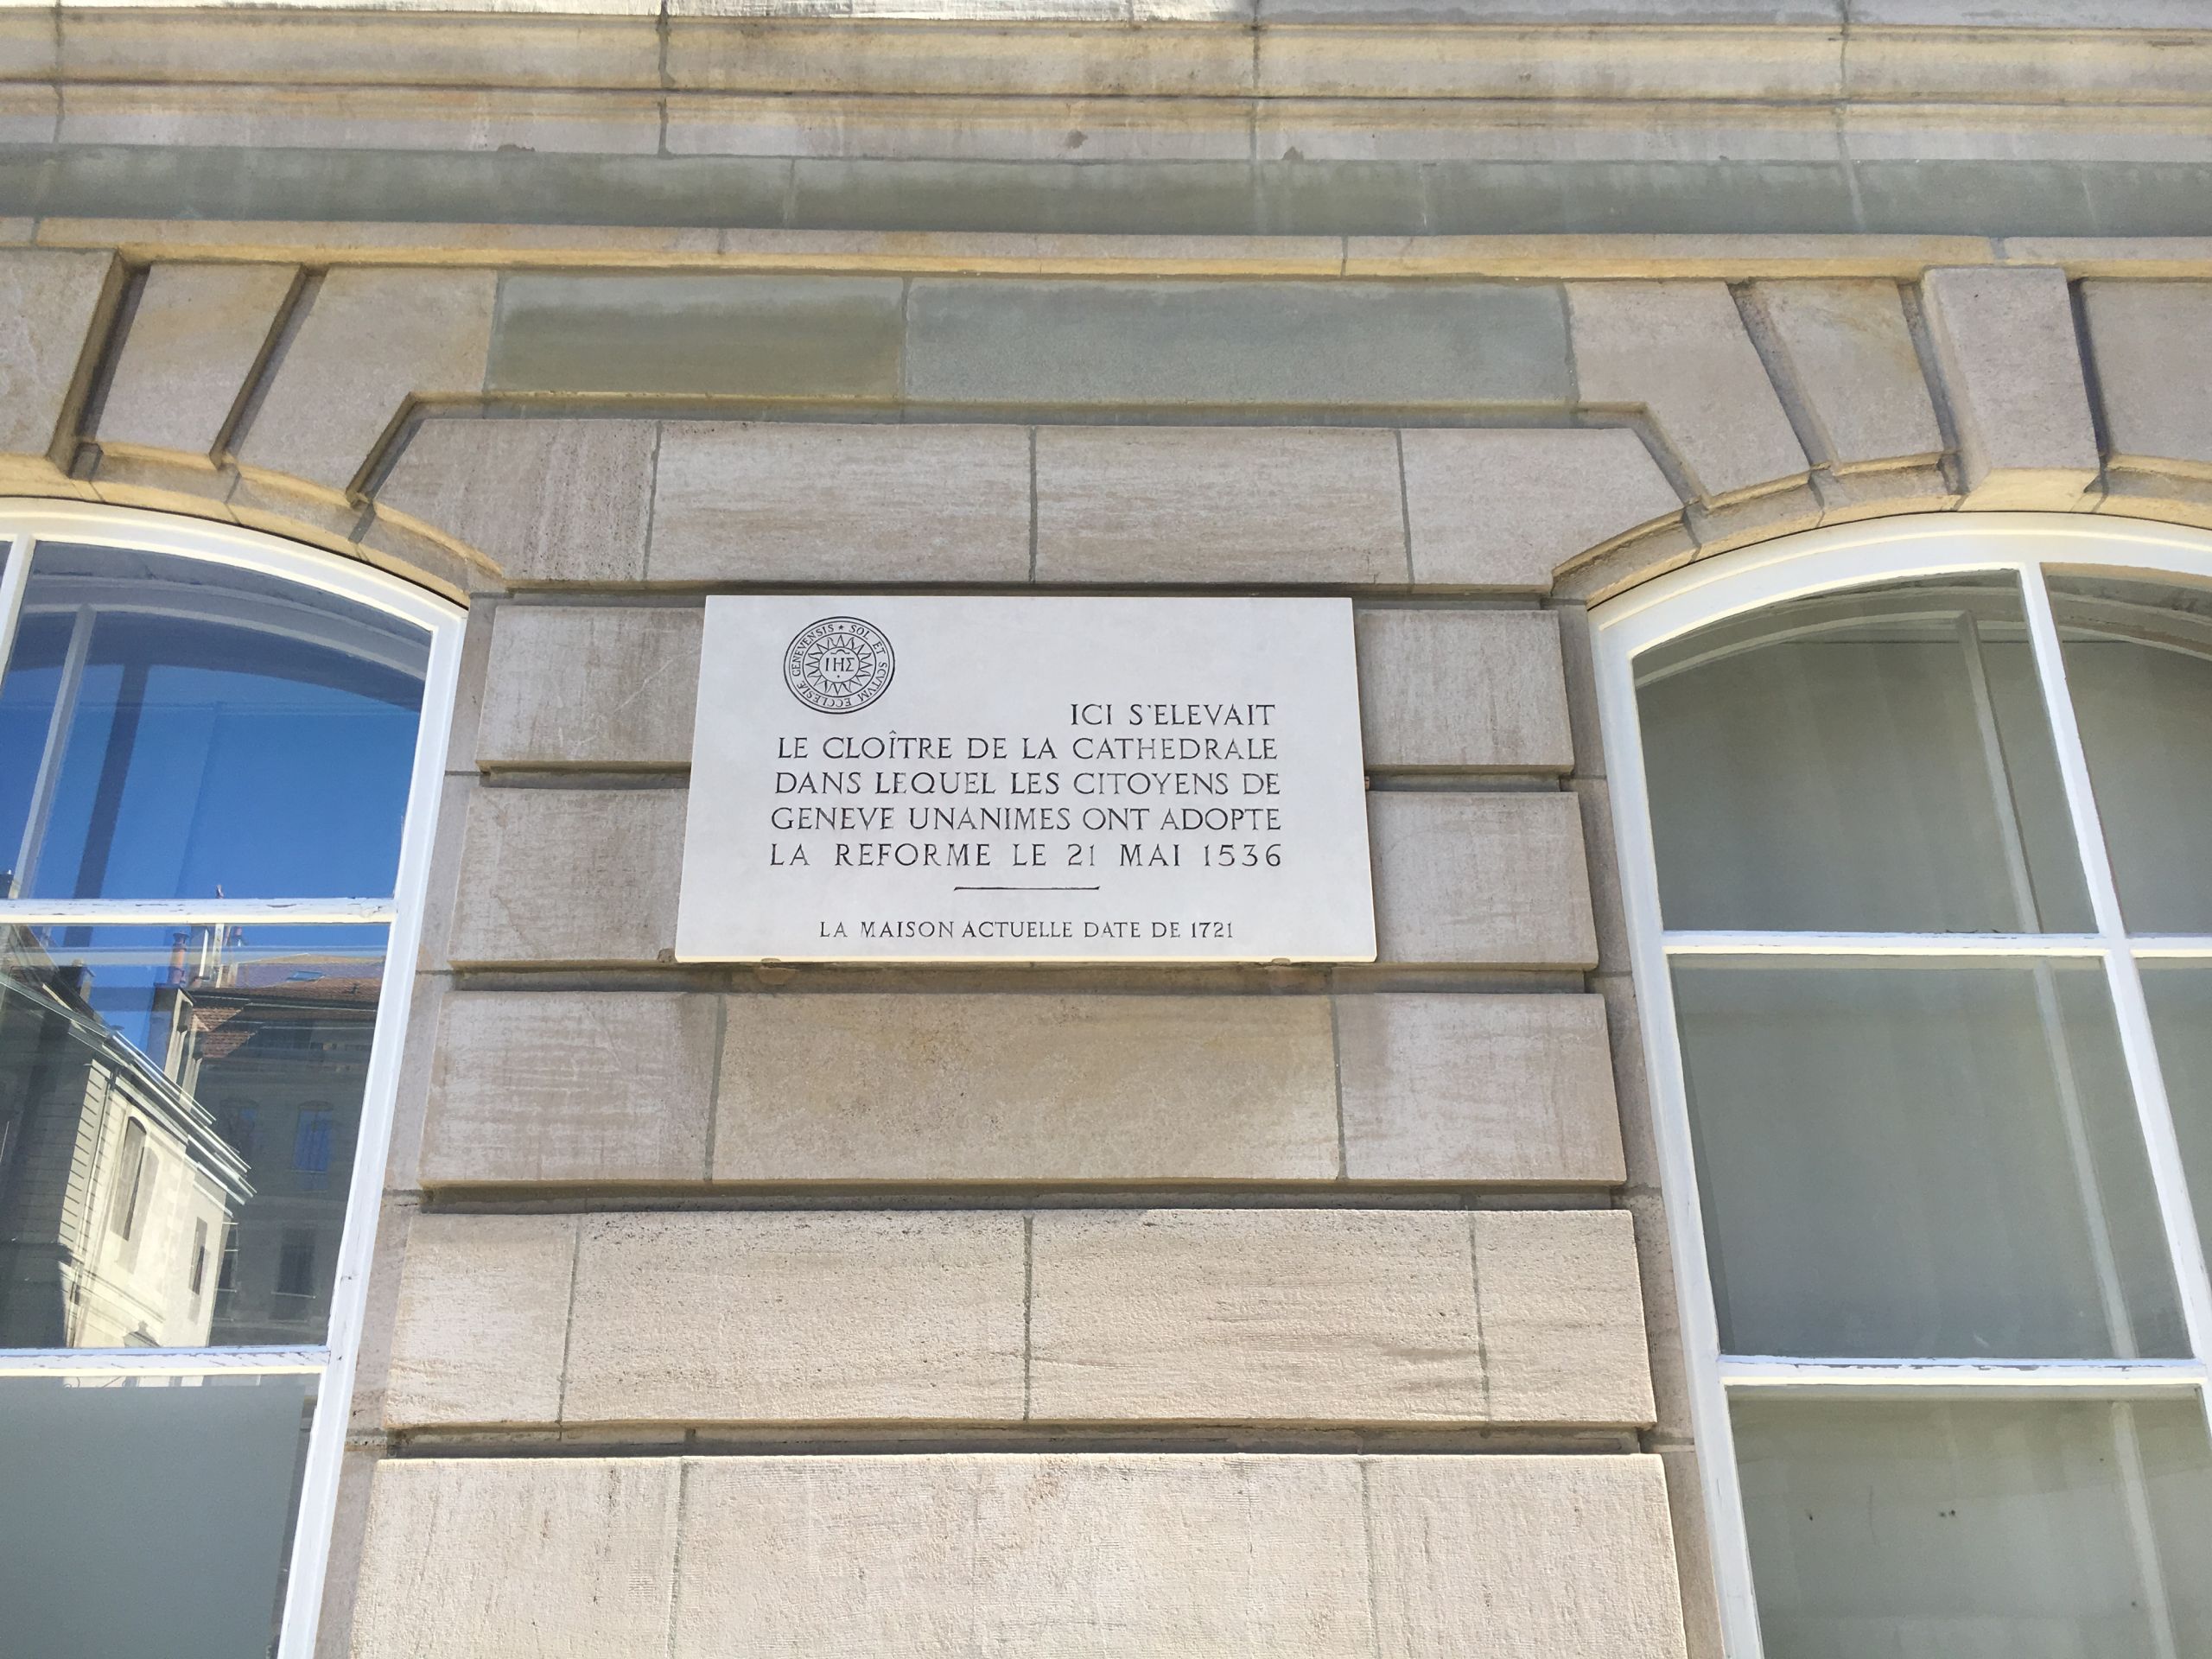 GENEVENSIS * SOL ET SCVTVM ECCLESIÆ
IHΣ
ICI S'ELEVAIT
LE CLOÎTRE DE LA CATHEDRALE
DANS LEQUEL LES CITOYENS DE
GENEVE UNANIMES ONT ADOPTE
LA REFORME LE 21 MAI 1536
LA MAISON ACTUELLE DATE DE 1721